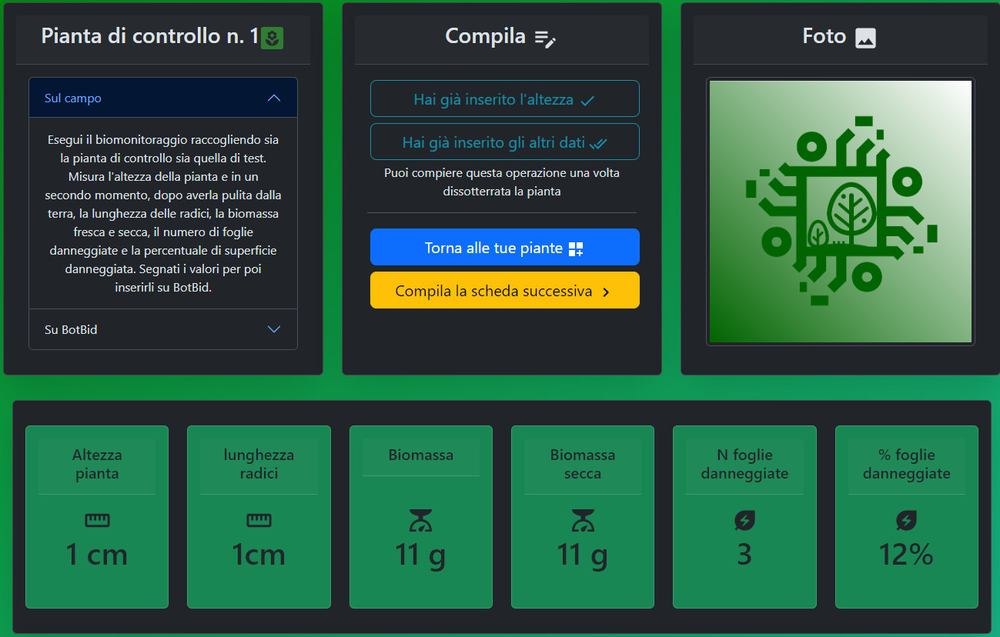 Pianta di controllo n. 1
Sul campo
Esegui il biomonitoraggio raccogliendo sia
la pianta di controllo sia quella di test.
Misura l'altezza della pianta e in un
secondo momento, dopo averla pulita dalla
terra, la lunghezza delle radici, la biomassa
fresca e secca, il numero di foglie
danneggiate e la percentuale di superficie
danneggiata. Segnati i valori per poi
inserirli su BotBid.
Su BotBid
Compila
Hai già inserito l'altezza
Hai già inserito gli altri dati
Puoi compiere questa operazione una volta
dissotterrata la pianta
Torna alle tue piante
Compila la scheda successiva
Foto
Altezza
pianta
1 cm
lunghezza
radici
1cm
Biomassa
11 g
Biomassa
secca
11 g
N foglie
danneggiate
3
% foglie
danneggiate
12%